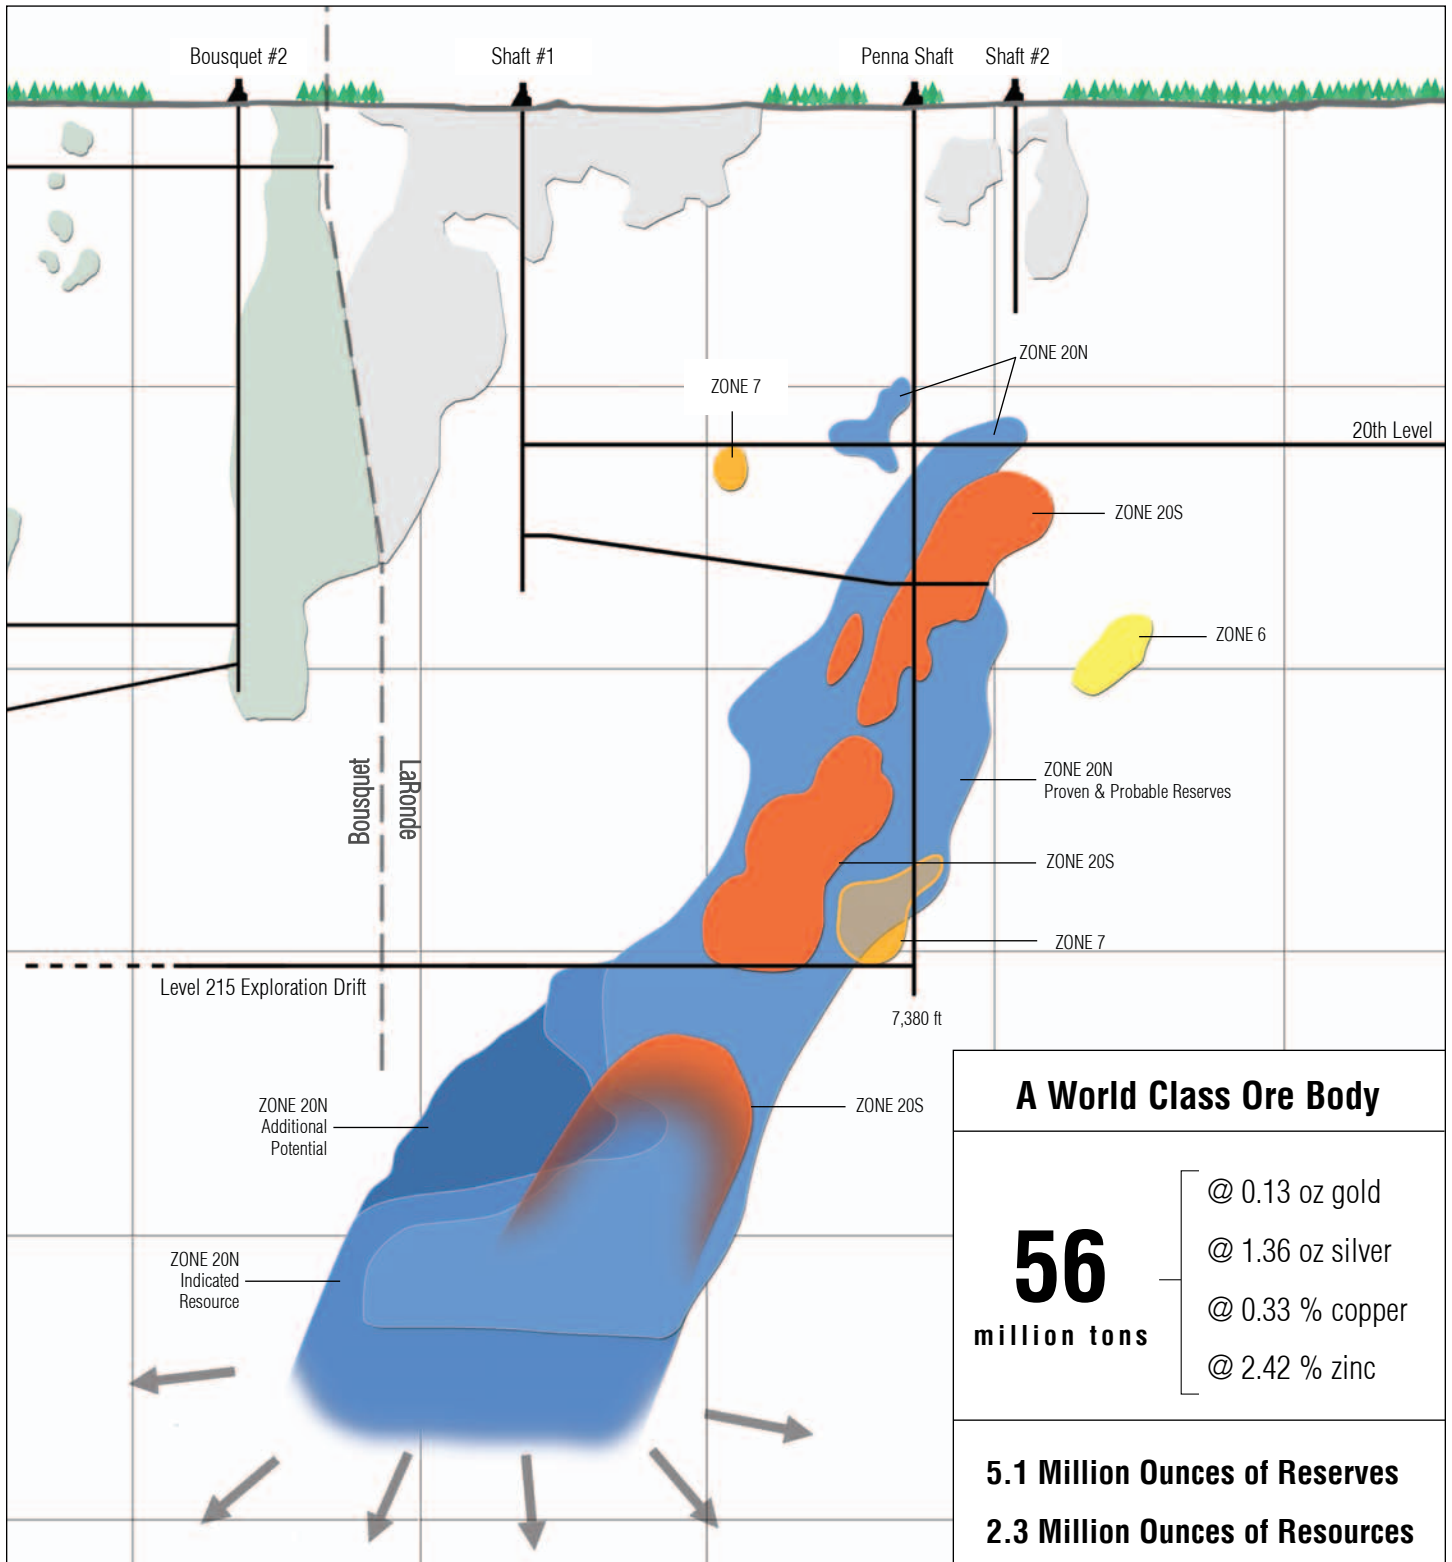 Bousquet #2
Shaft #1
Penna Shaft
Shaft #2
ZONE 20N
ZONE 7
20th Level
ZONE 20S
ZONE 6
Bousquet
LaRonde
ZONE 20N
Proven & Probable Reserves
ZONE 20S
ZONE 7
Level 215 Exploration Drift
7,380 ft
ZONE 20N
Additional
Potential
ZONE 20S
ZONE 20N
Indicated
Resource
A World Class Ore Body
56
million tons
@ 0.13 oz gold
@ 1.36 oz silver
@ 0.33 % copper
@ 2.42 % zinc
5.1 Million Ounces of Reserves
2.3 Million Ounces of Resources